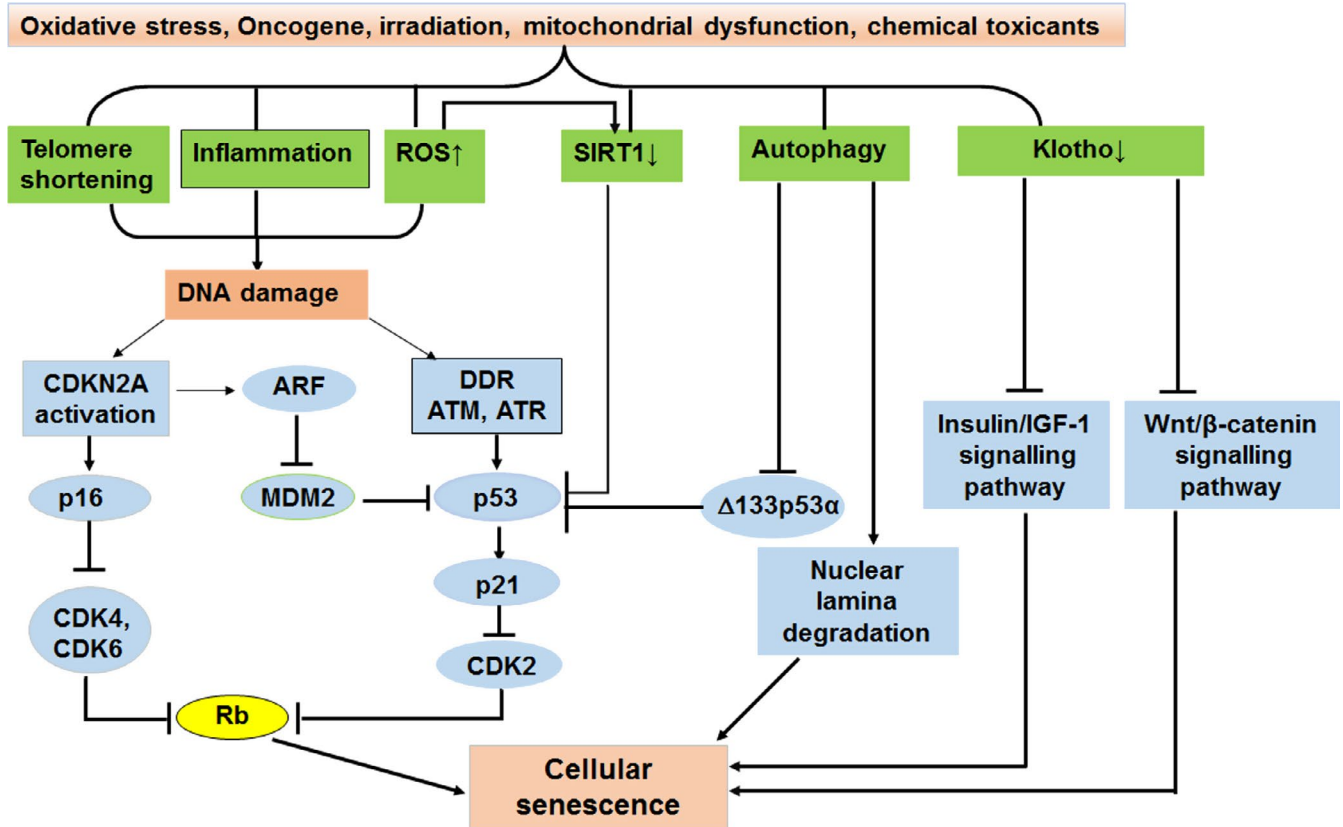 Oxidative stress, Oncogene, irradiation, mitochondrial dysfunction, chemical toxicants
Telomere
shortening
Inflammation
ROS↑
SIRT1↓
Autophagy
Klotho↓
DNA damage
CDKN2A
activation
ARF
DDR
ATM, ATR
Insulin/IGF-1
signalling
pathway
Wnt/β-catenin
signalling
pathway
p16
MDM2
p53
Δ133p53α
p21
Nuclear
lamina
degradation
CDK4,
CDK6
CDK2
Rb
Cellular
senescence